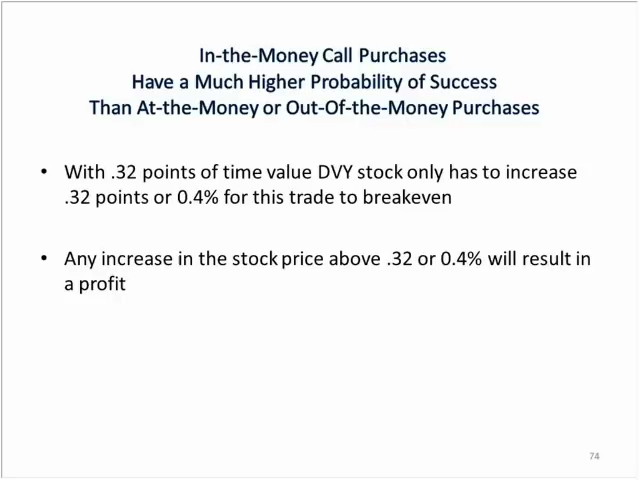 In-the-Money Call Purchases
Have a Much Higher Probability of Success
Than At-the-Money or Out-Of-the-Money Purchases
• With .32 points of time value DVY stock only has to increase
.32 points or 0.4% for this trade to breakeven
• Any increase in the stock price above .32 or 0.4% will result in
a profit
74